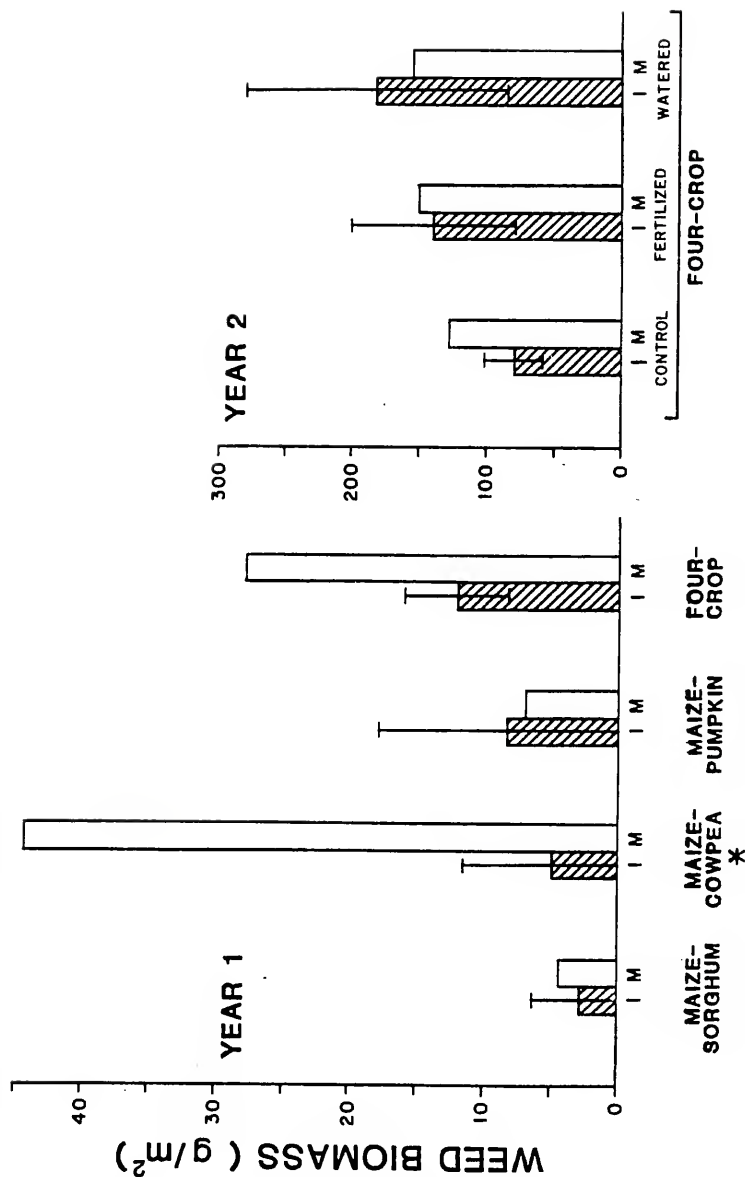 WEED BIOMASS ( g/m²)
YEAR 1
40
30
20
10
0
I M
I M
I M
I M
MAIZE-
SORGHUM
MAIZE-
COWPEA
*
MAIZE-
PUMPKIN
FOUR-
CROP
YEAR 2
300
200
100
0
I M
I M
I M
CONTROL
FERTILIZED
WATERED
FOUR-CROP